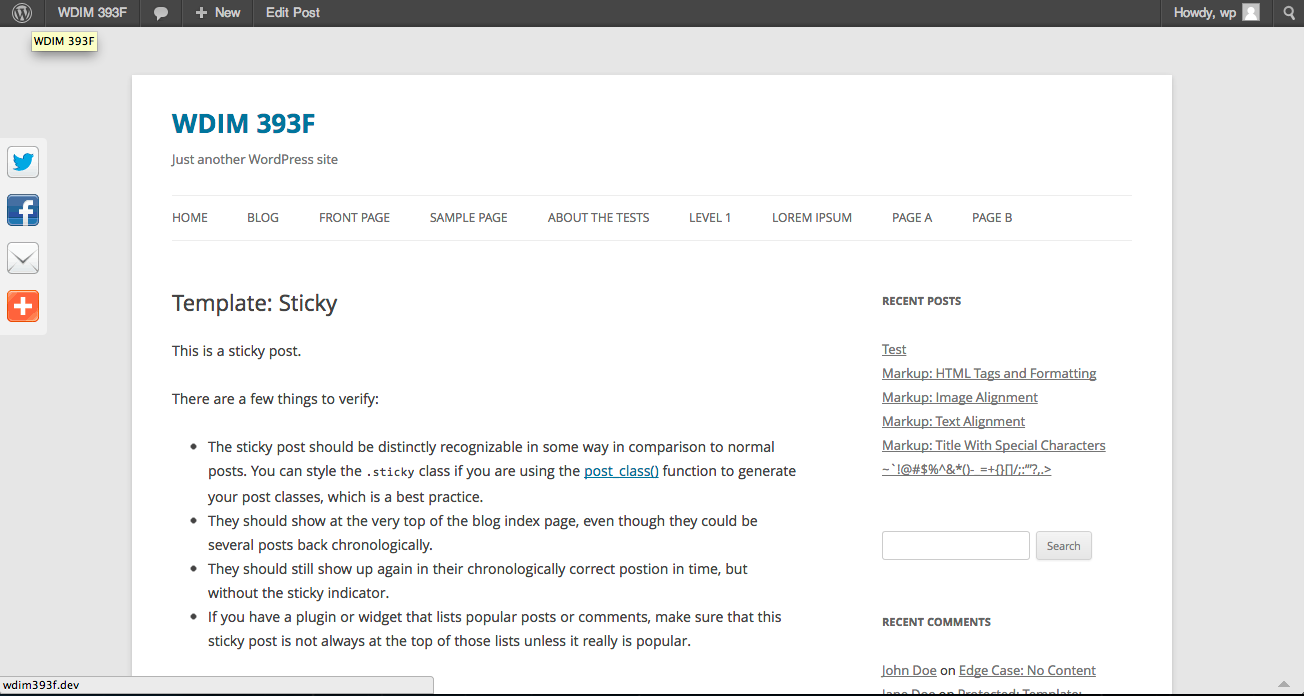 WDIM 393F
New
Edit Post
Howdy, wp
WDIM 393F
WDIM 393F
Just another WordPress site
HOME
BLOG
FRONT PAGE
SAMPLE PAGE
ABOUT THE TESTS
LEVEL 1
LOREM IPSUM
PAGE A
PAGE B
Template: Sticky
This is a sticky post.
There are a few things to verify:
The sticky post should be distinctly recognizable in some way in comparison to normal
posts. You can style the .sticky class if you are using the post_class() function to generate
your post classes, which is a best practice.
They should show at the very top of the blog index page, even though they could be
several posts back chronologically.
They should still show up again in their chronologically correct postion in time, but
without the sticky indicator.
If you have a plugin or widget that lists popular posts or comments, make sure that this
sticky post is not always at the top of those lists unless it really is popular.
RECENT POSTS
Test
Markup: HTML Tags and Formatting
Markup: Image Alignment
Markup: Text Alignment
Markup: Title With Special Characters
~`!@#$%^&*()-_=+{}[]/;:'"?,.>
Search
RECENT COMMENTS
John Doe on Edge Case: No Content
Jane Doe on Protected: Template:
wdim393f.dev